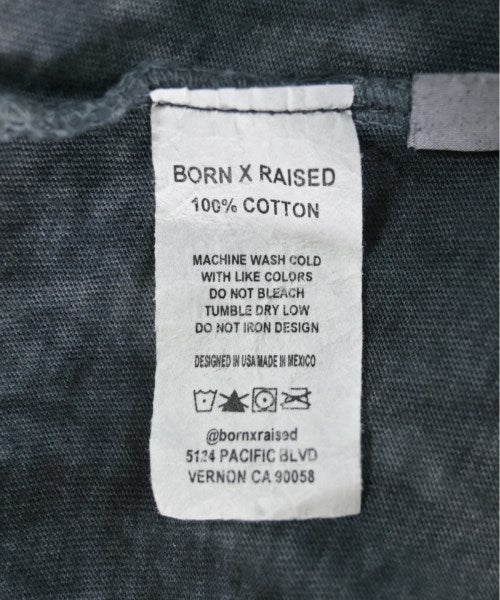 BORN X RAISED
100% COTTON
MACHINE WASH COLD
WITH LIKE COLORS
DO NOT BLEACH
TUMBLE DRY LOW
DO NOT IRON DESIGN
DESIGNED IN USA MADE IN MEXICO
@bornxraised
5124 PACIFIC BLVD
VERNON CA 90058